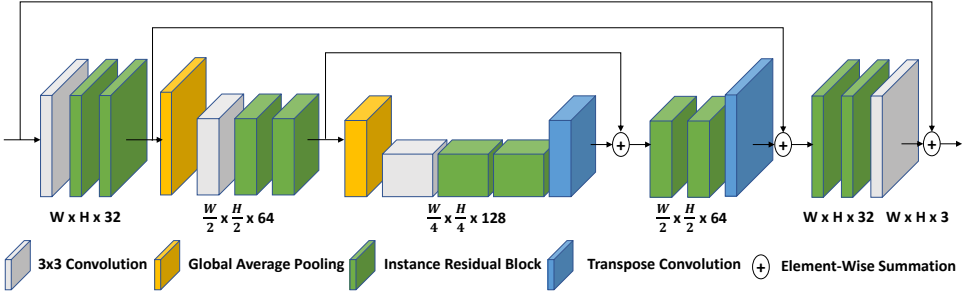 W x H x 32
W/2 x H/2 x 64
W/4 x H/4 x 128
W/2 x H/2 x 64
W x H x 32
W x H x 3
3x3 Convolution
Global Average Pooling
Instance Residual Block
Transpose Convolution
Element-Wise Summation